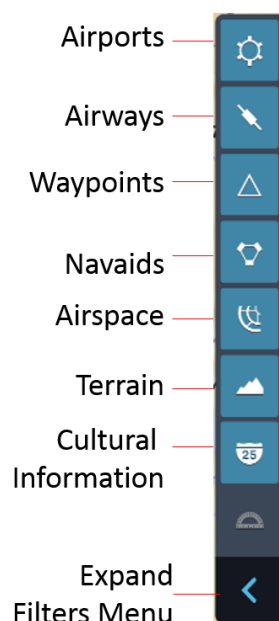 Airports
Airways
Waypoints
Navaids
Airspace
Terrain
Cultural
Information
25
Expand
Filters Menu